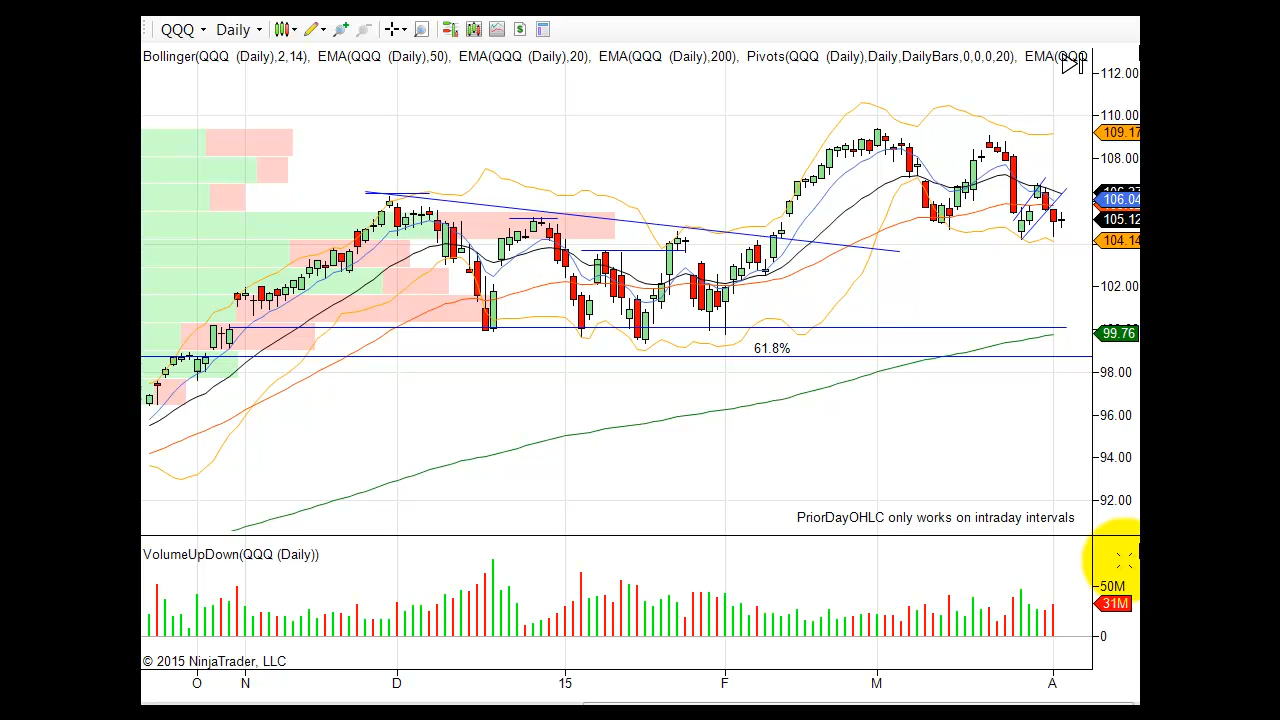 QQQ Daily
Bollinger(QQQ (Daily),2,14), EMA(QQQ (Daily),50), EMA(QQQ (Daily),20), EMA(QQQ (Daily),200), Pivots(QQQ (Daily),Daily,DailyBars,0,0,0,20), EMA(QQQ
112.00
110.00
109.17
108.00
106.04
105.12
104.14
102.00
99.76
61.8%
98.00
96.00
94.00
92.00
PriorDayOHLC only works on intraday intervals
VolumeUpDown(QQQ (Daily))
50M
31M
0
© 2015 NinjaTrader, LLC
O N D 15 F M A